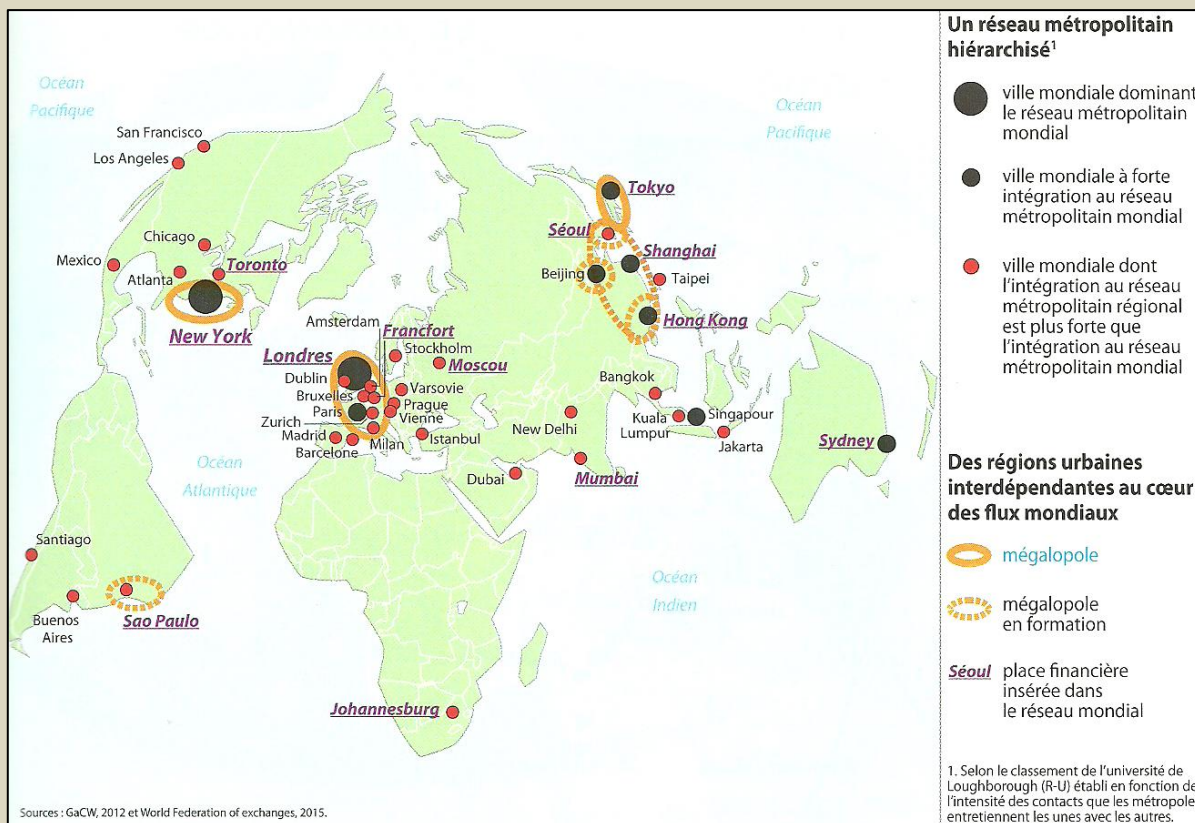 Océan
Pacifique
San Francisco
Los Angeles
Chicago
Mexico
Atlanta
Toronto
New York
Océan
Pacifique
Tokyo
Séoul
Shanghai
Beijing
Taipei
Hong Kong
Amsterdam
Francfort
Stockholm
Londres
Moscou
Dublin
Bruxelles
Varsovie
Paris
Prague
Zurich
Vienne
Madrid
Milan
Istanbul
Barcelone
Bangkok
New Delhi
Kuala
Lumpur
Singapour
Jakarta
Sydney
Dubai
Mumbai
Océan
Atlantique
Santiago
Buenos
Aires
Sao Paulo
Océan
Indien
Johannesburg
Sources : GaCW, 2012 et World Federation of exchanges, 2015.
Un réseau métropolitain
hiérarchisé¹
ville mondiale dominant
le réseau métropolitain
mondial
ville mondiale à forte
intégration au réseau
métropolitain mondial
ville mondiale dont
l'intégration au réseau
métropolitain régional
est plus forte que
l'intégration au réseau
métropolitain mondial
Des régions urbaines
interdépendantes au cœur
des flux mondiaux
mégalopole
mégalopole
en formation
Séoul place financière
insérée dans
le réseau mondial
1. Selon le classement de l'université de
Loughborough (R-U) établi en fonction de
l'intensité des contacts que les métropole
entretiennent les unes avec les autres.